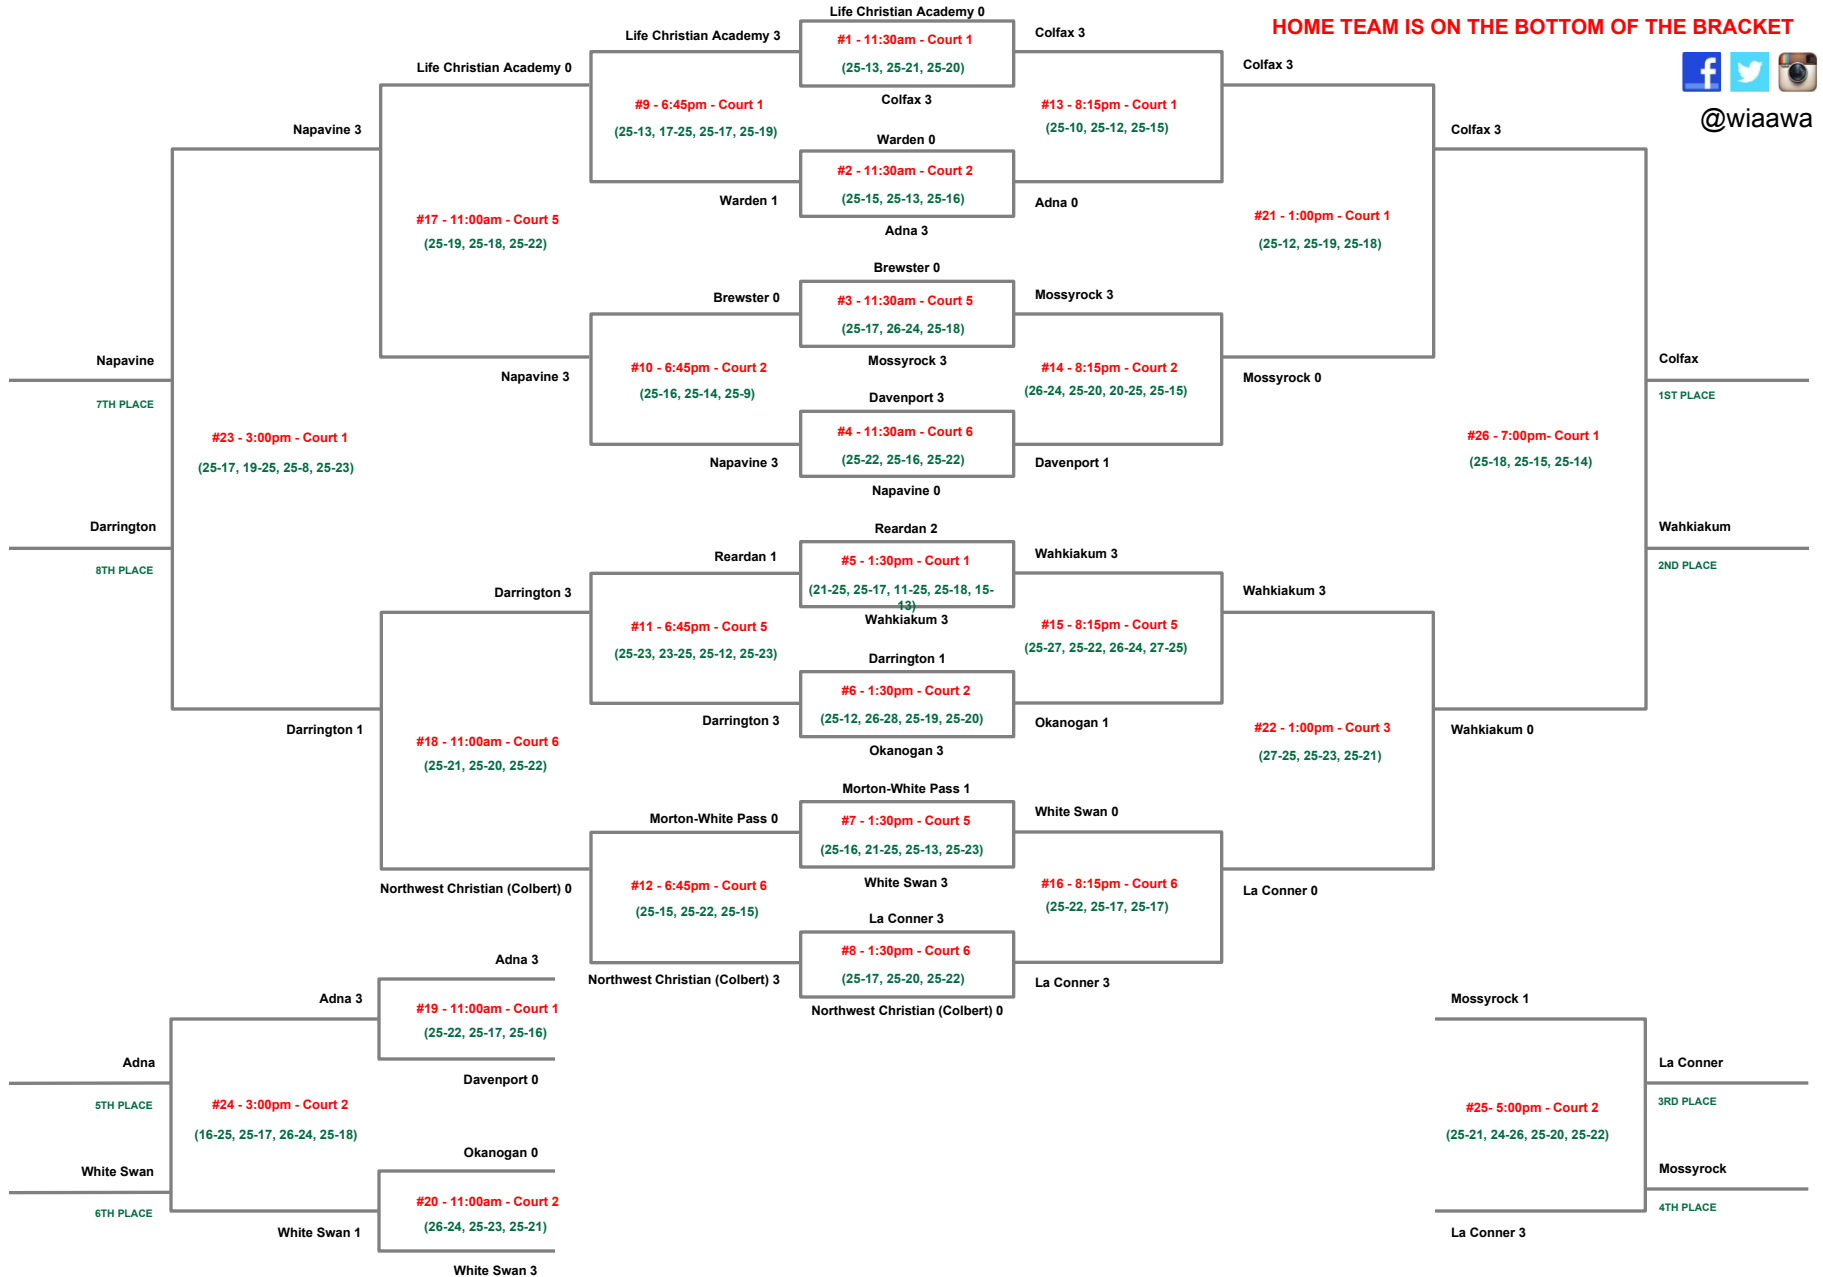 HOME TEAM IS ON THE BOTTOM OF THE BRACKET
@wiaawa
Life Christian Academy 0
#1 - 11:30am - Court 1
(25-13, 25-21, 25-20)
Colfax 3
Warden 0
#2 - 11:30am - Court 2
(25-15, 25-13, 25-16)
Adna 3
Brewster 0
#3 - 11:30am - Court 5
(25-17, 26-24, 25-18)
Mossyrock 3
Davenport 3
#4 - 11:30am - Court 6
(25-22, 25-16, 25-22)
Napavine 0
Reardan 2
#5 - 1:30pm - Court 1
(21-25, 25-17, 11-25, 25-18, 15-
13)
Wahkiakum 3
Darrington 1
#6 - 1:30pm - Court 2
(25-12, 26-28, 25-19, 25-20)
Okanogan 3
Morton-White Pass 1
#7 - 1:30pm - Court 5
(25-16, 21-25, 25-13, 25-23)
White Swan 3
La Conner 3
#8 - 1:30pm - Court 6
(25-17, 25-20, 25-22)
Northwest Christian (Colbert) 0
Life Christian Academy 3
#9 - 6:45pm - Court 1
(25-13, 17-25, 25-17, 25-19)
Warden 1
Brewster 0
#10 - 6:45pm - Court 2
(25-16, 25-14, 25-9)
Napavine 3
Reardan 1
#11 - 6:45pm - Court 5
(25-23, 23-25, 25-12, 25-23)
Darrington 3
Morton-White Pass 0
#12 - 6:45pm - Court 6
(25-15, 25-22, 25-15)
Northwest Christian (Colbert) 3
Colfax 3
#13 - 8:15pm - Court 1
(25-10, 25-12, 25-15)
Adna 0
Mossyrock 3
#14 - 8:15pm - Court 2
(26-24, 25-20, 20-25, 25-15)
Davenport 1
Wahkiakum 3
#15 - 8:15pm - Court 5
(25-27, 25-22, 26-24, 27-25)
Okanogan 1
White Swan 0
#16 - 8:15pm - Court 6
(25-22, 25-17, 25-17)
La Conner 3
Life Christian Academy 0
#17 - 11:00am - Court 5
(25-19, 25-18, 25-22)
Napavine 3
Darrington 3
#18 - 11:00am - Court 6
(25-21, 25-20, 25-22)
Northwest Christian (Colbert) 0
Adna 3
#19 - 11:00am - Court 1
(25-22, 25-17, 25-16)
Davenport 0
Okanogan 0
#20 - 11:00am - Court 2
(26-24, 25-23, 25-21)
White Swan 3
Colfax 3
#21 - 1:00pm - Court 1
(25-12, 25-19, 25-18)
Mossyrock 0
Wahkiakum 3
#22 - 1:00pm - Court 3
(27-25, 25-23, 25-21)
La Conner 0
Napavine 3
#23 - 3:00pm - Court 1
(25-17, 19-25, 25-8, 25-23)
Darrington 1
Napavine
7TH PLACE
Darrington
8TH PLACE
Adna 3
#24 - 3:00pm - Court 2
(16-25, 25-17, 26-24, 25-18)
White Swan 1
Adna
5TH PLACE
White Swan
6TH PLACE
Mossyrock 1
#25- 5:00pm - Court 2
(25-21, 24-26, 25-20, 25-22)
La Conner 3
La Conner
3RD PLACE
Mossyrock
4TH PLACE
Colfax 3
#26 - 7:00pm- Court 1
(25-18, 25-15, 25-14)
Wahkiakum 0
Colfax
1ST PLACE
Wahkiakum
2ND PLACE